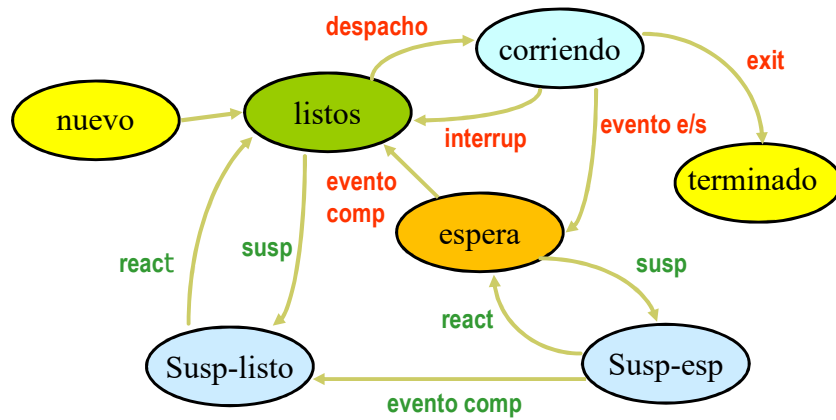 despacho
corriendo
exit
nuevo
listos
interrup
evento e/s
terminado
evento
comp
espera
react
susp
susp
react
Susp-listo
Susp-esp
evento comp